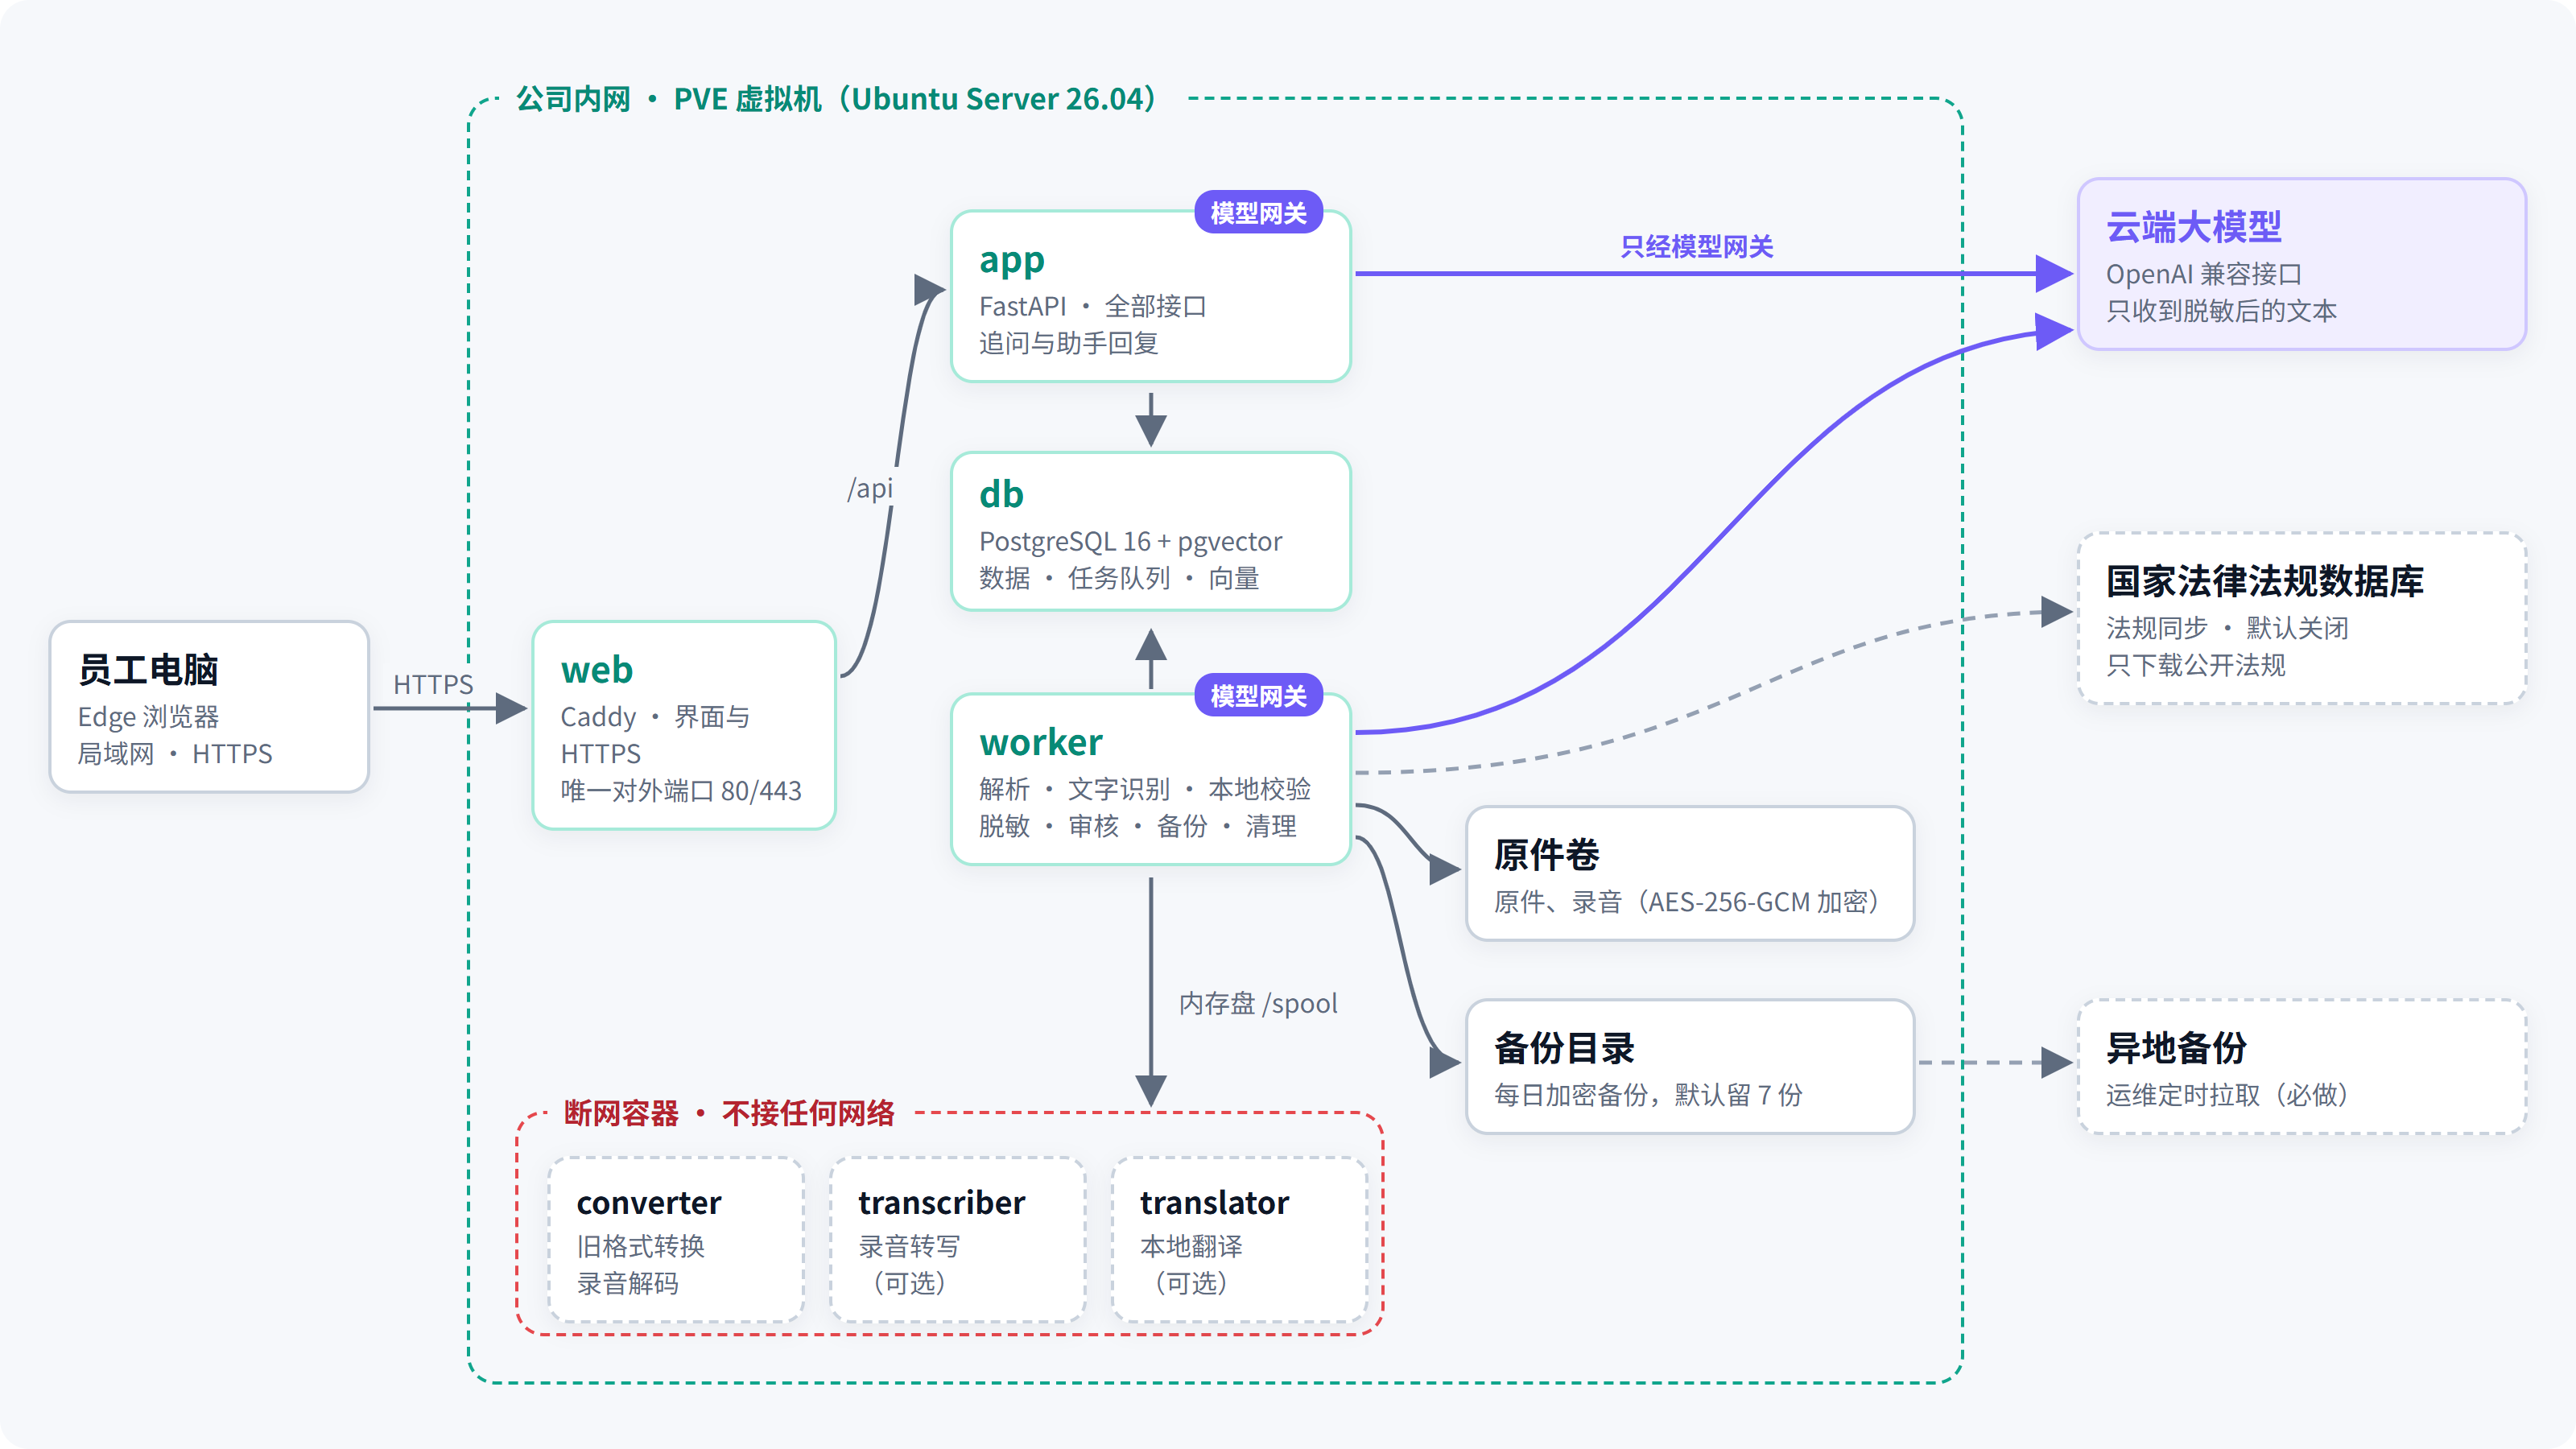 公司内网 · PVE 虚拟机（Ubuntu Server 26.04）
模型网关
app
FastAPI · 全部接口
追问与助手回复
只经模型网关
云端大模型
OpenAI 兼容接口
只收到脱敏后的文本
/api
db
PostgreSQL 16 + pgvector
数据 · 任务队列 · 向量
国家法律法规数据库
法规同步 · 默认关闭
只下载公开法规
员工电脑
Edge 浏览器
局域网 · HTTPS
HTTPS
web
Caddy · 界面与
HTTPS
唯一对外端口 80/443
模型网关
worker
解析 · 文字识别 · 本地校验
脱敏 · 审核 · 备份 · 清理
原件卷
原件、录音（AES-256-GCM 加密）
内存盘 /spool
备份目录
每日加密备份，默认留 7 份
异地备份
运维定时拉取（必做）
断网容器 · 不接任何网络
converter
旧格式转换
录音解码
transcriber
录音转写
（可选）
translator
本地翻译
（可选）